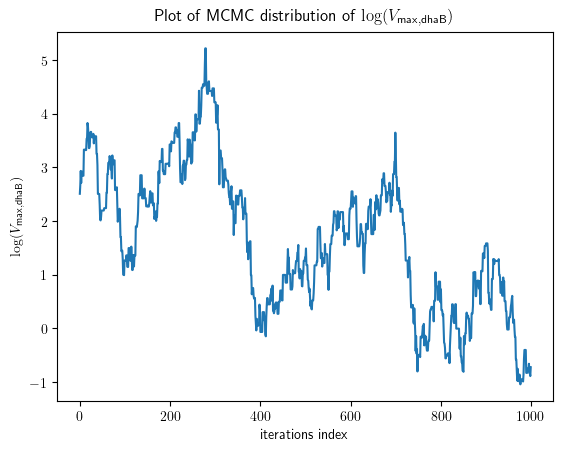 Plot of MCMC distribution of log(V_max,dhaB)
5
4
3
2
1
0
−1
log(V_max,dhaB)
0 200 400 600 800 1000
iterations index